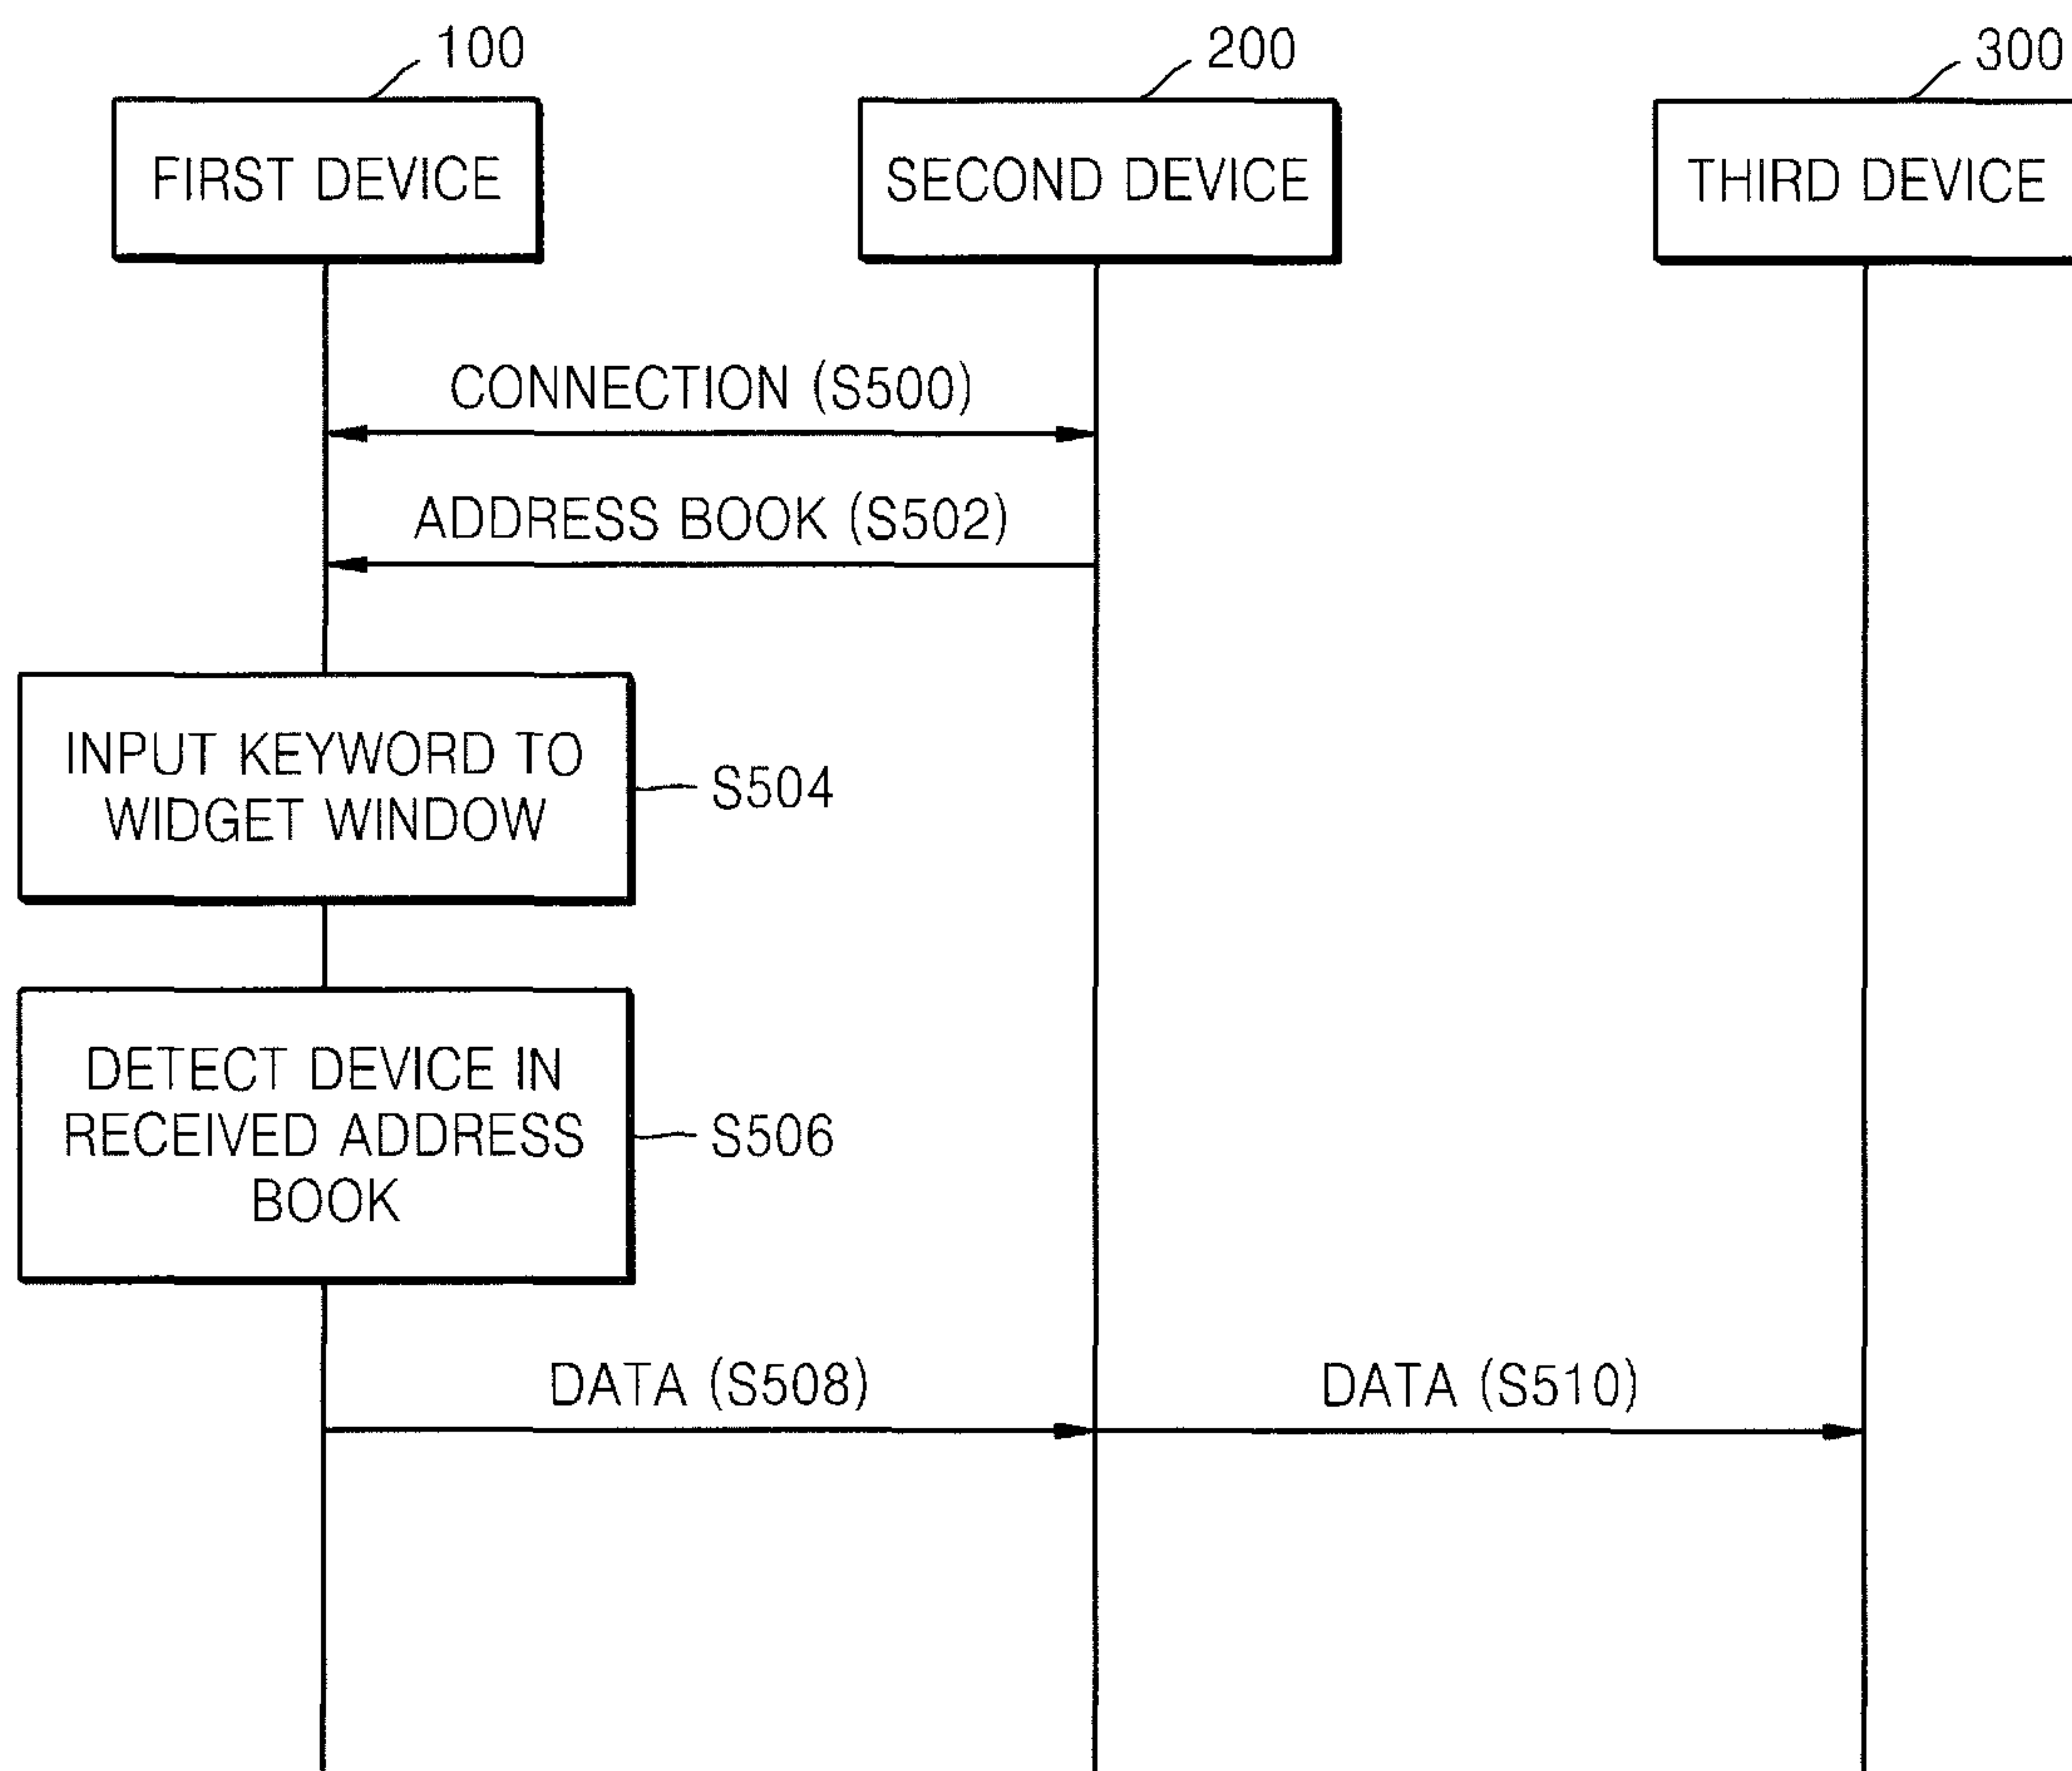 100
200
300
FIRST DEVICE
SECOND DEVICE
THIRD DEVICE
CONNECTION (S500)
ADDRESS BOOK (S502)
INPUT KEYWORD TO
WIDGET WINDOW
S504
DETECT DEVICE IN
RECEIVED ADDRESS
BOOK
S506
DATA (S508)
DATA (S510)